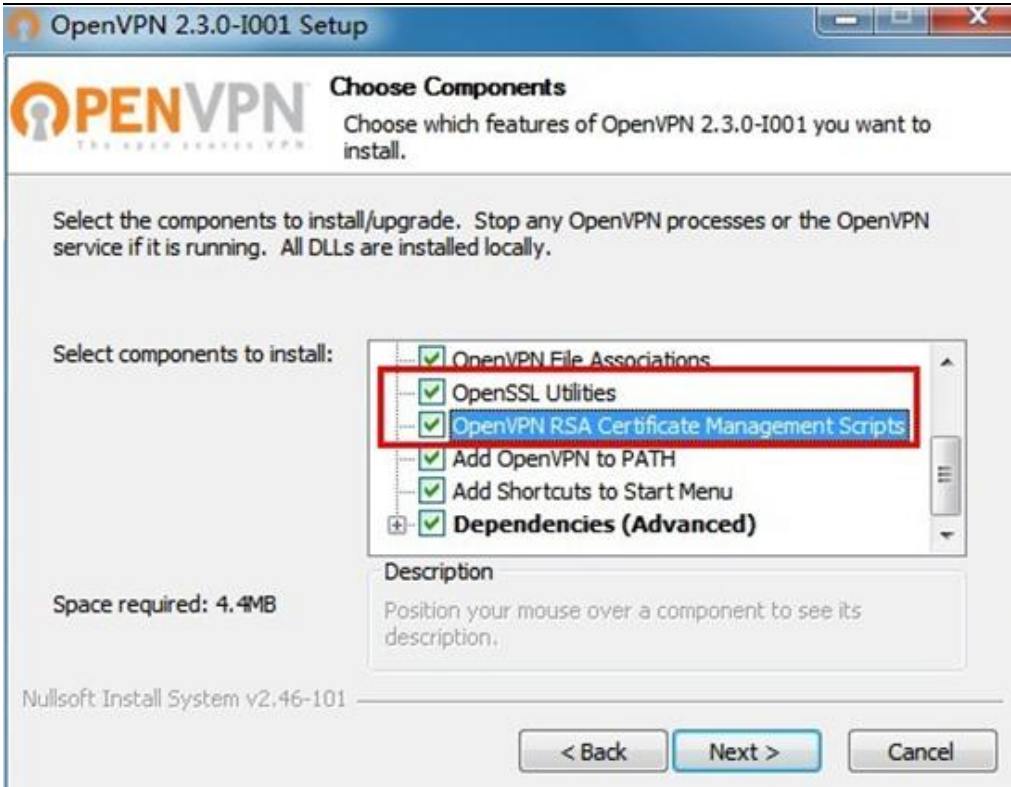 OpenVPN 2.3.0-I001 Setup
OPENVPN
The open source VPN
Choose Components
Choose which features of OpenVPN 2.3.0-I001 you want to
install.
Select the components to install/upgrade. Stop any OpenVPN processes or the OpenVPN
service if it is running. All DLLs are installed locally.
Select components to install:
OpenVPN File Associations
OpenSSL Utilities
OpenVPN RSA Certificate Management Scripts
Add OpenVPN to PATH
Add Shortcuts to Start Menu
Dependencies (Advanced)
Space required: 4.4MB
Description
Position your mouse over a component to see its
description.
Nullsoft Install System v2.46-101
< Back
Next >
Cancel